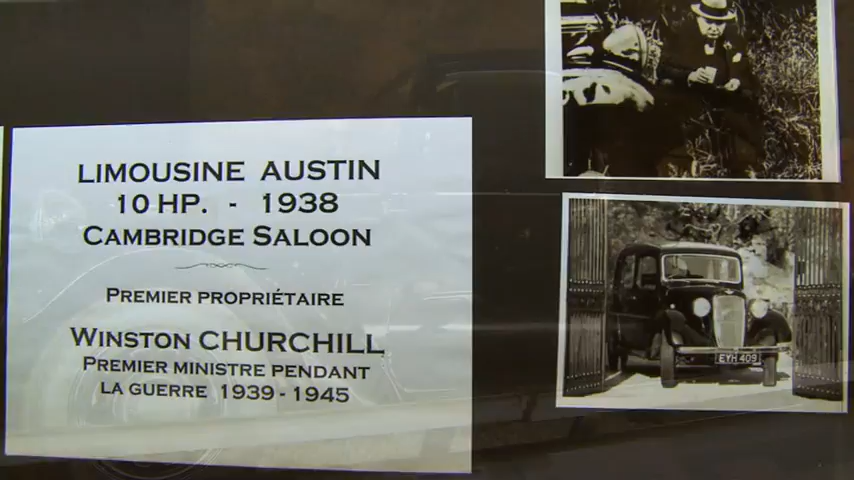 LIMOUSINE AUSTIN
10 HP. - 1938
CAMBRIDGE SALOON
PREMIER PROPRIÉTAIRE
WINSTON CHURCHILL
PREMIER MINISTRE PENDANT
LA GUERRE 1939 - 1945
EYH 409